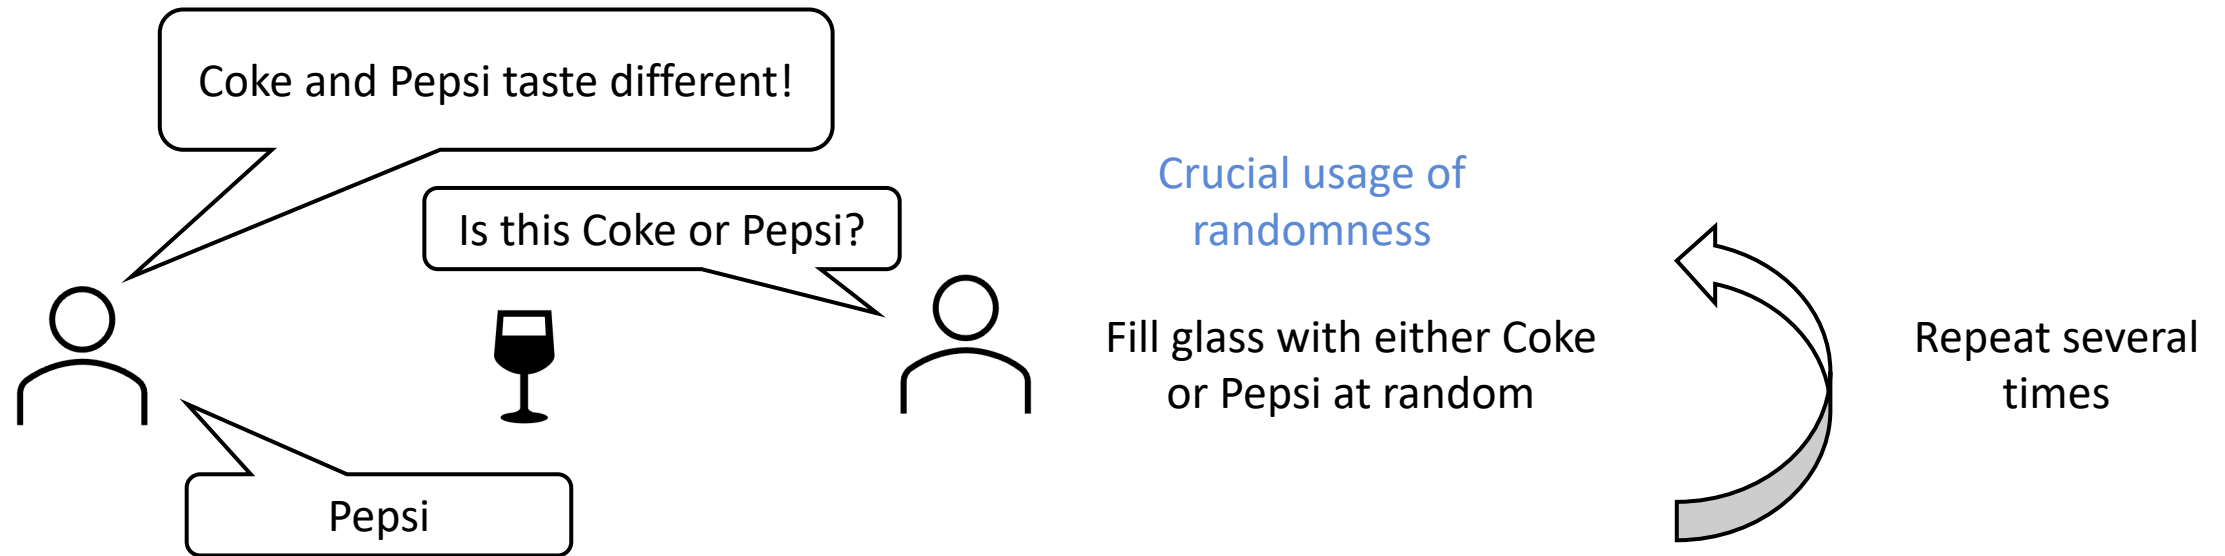 Coke and Pepsi taste different!
Is this Coke or Pepsi?
Pepsi
Crucial usage of
randomness
Fill glass with either Coke
or Pepsi at random
Repeat several
times